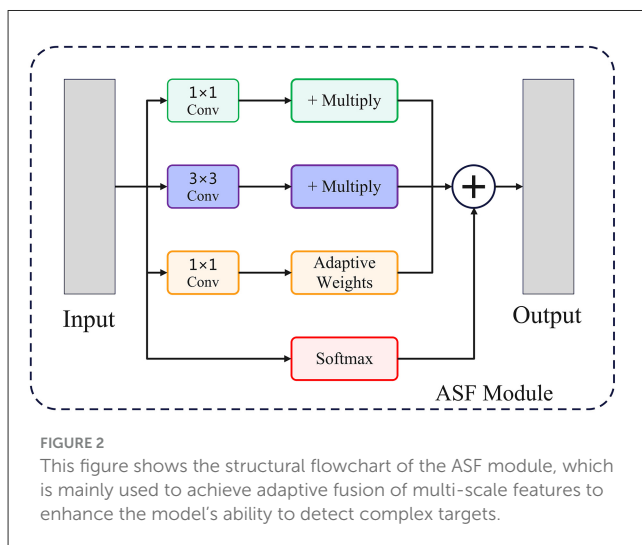 1×1
Conv
+ Multiply
3×3
Conv
+ Multiply
+
1×1
Conv
Adaptive
Weights
Input
Output
Softmax
ASF Module
FIGURE 2
This figure shows the structural flowchart of the ASF module, which
is mainly used to achieve adaptive fusion of multi-scale features to
enhance the model's ability to detect complex targets.